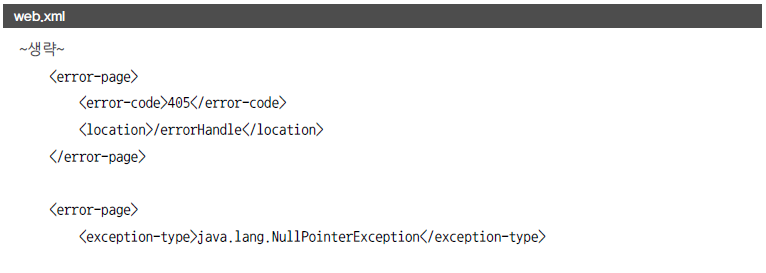 web.xml
~생략~
<error-page>
<error-code>405</error-code>
<location>/errorHandle</location>
</error-page>
<error-page>
<exception-type>java.lang.NullPointerException</exception-type>